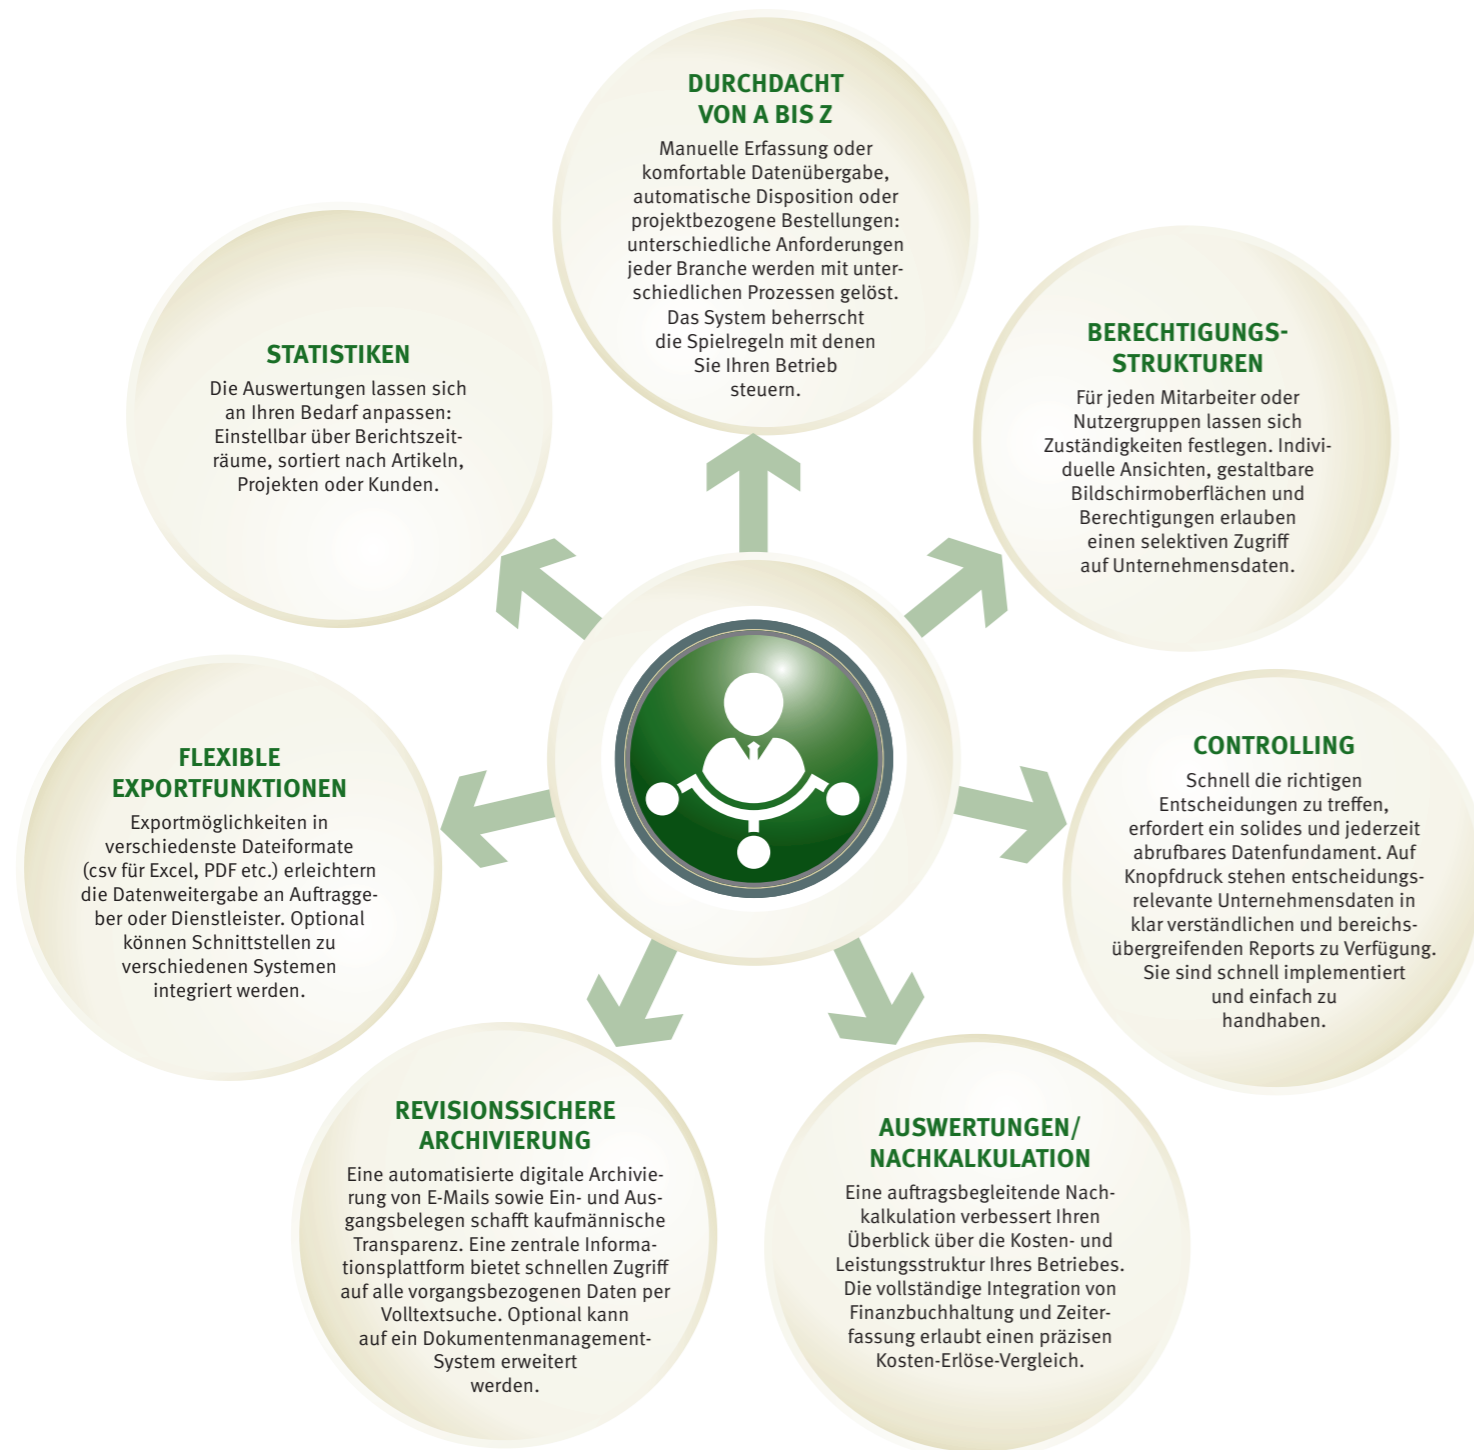 DURCHDACHT
VON A BIS Z
Manuelle Erfassung oder
komfortable Datenübergabe,
automatische Disposition oder
projektbezogene Bestellungen:
unterschiedliche Anforderungen
jeder Branche werden mit unter-
schiedlichen Prozessen gelöst.
Das System beherrscht
die Spielregeln mit denen
Sie Ihren Betrieb
steuern.
BERECHTIGUNGS-
STRUKTUREN
Für jeden Mitarbeiter oder
Nutzergruppen lassen sich
Zuständigkeiten festlegen. Indivi-
duelle Ansichten, gestaltbare
Bildschirmoberflächen und
Berechtigungen erlauben
einen selektiven Zugriff
auf Unternehmensdaten.
CONTROLLING
Schnell die richtigen
Entscheidungen zu treffen,
erfordert ein solides und jederzeit
abrufbares Datenfundament. Auf
Knopfdruck stehen entscheidungs-
relevante Unternehmensdaten in
klar verständlichen und bereichs-
übergreifenden Reports zu Verfügung.
Sie sind schnell implementiert
und einfach zu
handhaben.
AUSWERTUNGEN/
NACHKALKULATION
Eine auftragsbegleitende Nach-
kalkulation verbessert Ihren
Überblick über die Kosten- und
Leistungsstruktur Ihres Betriebes.
Die vollständige Integration von
Finanzbuchhaltung und Zeiter-
fassung erlaubt einen präzisen
Kosten-Erlöse-Vergleich.
REVISIONSSICHERE
ARCHIVIERUNG
Eine automatisierte digitale Archivie-
rung von E-Mails sowie Ein- und Aus-
gangsbelegen schafft kaufmännische
Transparenz. Eine zentrale Informa-
tionsplattform bietet schnellen Zugriff
auf alle vorgangsbezogenen Daten per
Volltextsuche. Optional kann
auf ein Dokumentenmanagement-
System erweitert
werden.
FLEXIBLE
EXPORTFUNKTIONEN
Exportmöglichkeiten in
verschiedenste Dateiformate
(csv für Excel, PDF etc.) erleichtern
die Datenweitergabe an Auftragge-
ber oder Dienstleister. Optional
können Schnittstellen zu
verschiedenen Systemen
integriert werden.
STATISTIKEN
Die Auswertungen lassen sich
an Ihren Bedarf anpassen:
Einstellbar über Berichtszeit-
räume, sortiert nach Artikeln,
Projekten oder Kunden.